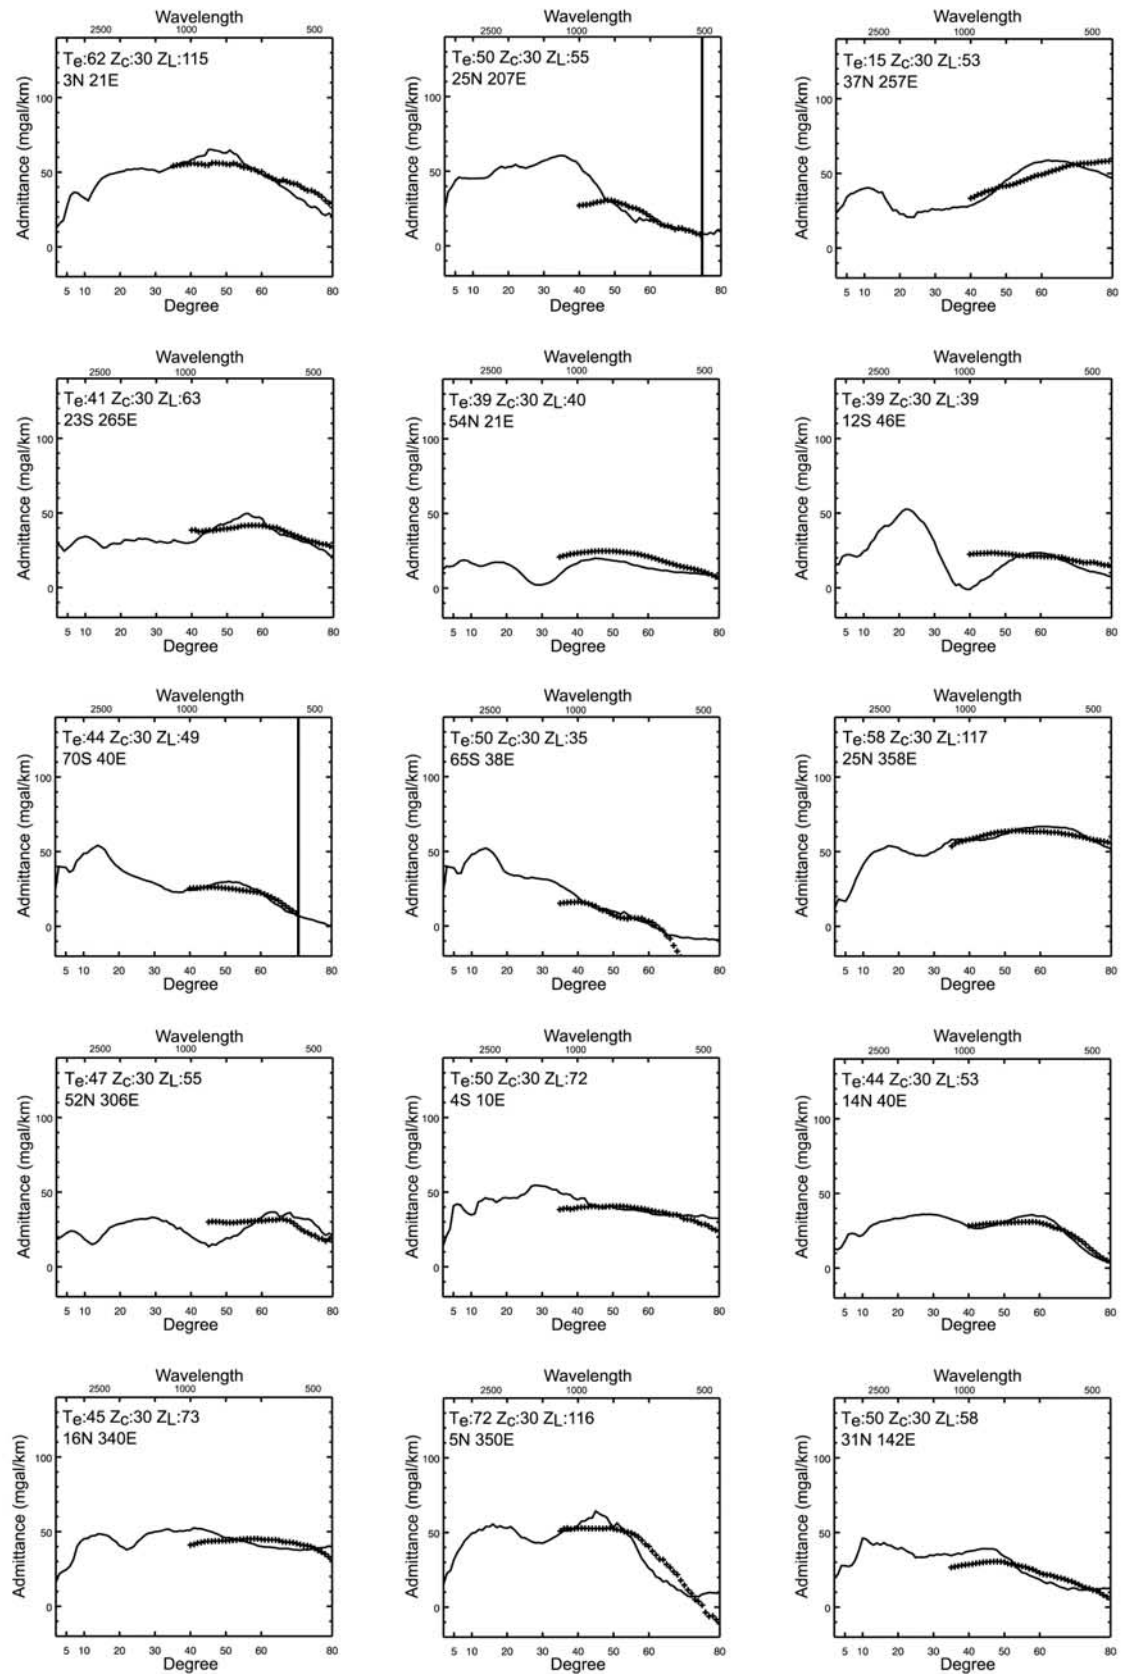 Wavelength
2500 1000 500
Te:62 Zc:30 ZL:115
3N 21E
Admittance (mgal/km)
100
50
0
5 10 20 30 40 50 60 80
Degree
Wavelength
2500 1000 500
Te:50 Zc:30 ZL:55
25N 207E
Admittance (mgal/km)
100
50
0
5 10 20 30 40 50 60 80
Degree
Wavelength
2500 1000 500
Te:15 Zc:30 ZL:53
37N 257E
Admittance (mgal/km)
100
50
0
5 10 20 30 40 50 60 80
Degree
Wavelength
2500 1000 500
Te:41 Zc:30 ZL:63
23S 265E
Admittance (mgal/km)
100
50
0
5 10 20 30 40 50 60 80
Degree
Wavelength
2500 1000 500
Te:39 Zc:30 ZL:40
54N 21E
Admittance (mgal/km)
100
50
0
5 10 20 30 40 50 60 80
Degree
Wavelength
2500 1000 500
Te:39 Zc:30 ZL:39
12S 46E
Admittance (mgal/km)
100
50
0
5 10 20 30 40 50 60 80
Degree
Wavelength
2500 1000 500
Te:44 Zc:30 ZL:49
70S 40E
Admittance (mgal/km)
100
50
0
5 10 20 30 40 50 60 80
Degree
Wavelength
2500 1000 500
Te:50 Zc:30 ZL:35
65S 38E
Admittance (mgal/km)
100
50
0
5 10 20 30 40 50 60 80
Degree
Wavelength
2500 1000 500
Te:58 Zc:30 ZL:117
25N 358E
Admittance (mgal/km)
100
50
0
5 10 20 30 40 50 60 80
Degree
Wavelength
2500 1000 500
Te:47 Zc:30 ZL:55
52N 306E
Admittance (mgal/km)
100
50
0
5 10 20 30 40 50 60 80
Degree
Wavelength
2500 1000 500
Te:50 Zc:30 ZL:72
4S 10E
Admittance (mgal/km)
100
50
0
5 10 20 30 40 50 60 80
Degree
Wavelength
2500 1000 500
Te:44 Zc:30 ZL:53
14N 40E
Admittance (mgal/km)
100
50
0
5 10 20 30 40 50 60 80
Degree
Wavelength
2500 1000 500
Te:45 Zc:30 ZL:73
16N 340E
Admittance (mgal/km)
100
50
0
5 10 20 30 40 50 60 80
Degree
Wavelength
2500 1000 500
Te:72 Zc:30 ZL:116
5N 350E
Admittance (mgal/km)
100
50
0
5 10 20 30 40 50 60 80
Degree
Wavelength
2500 1000 500
Te:50 Zc:30 ZL:58
31N 142E
Admittance (mgal/km)
100
50
0
5 10 20 30 40 50 60 80
Degree